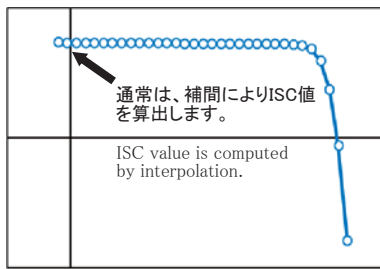 通常は、補間によりISC値
を算出します。
ISC value is computed
by interpolation.